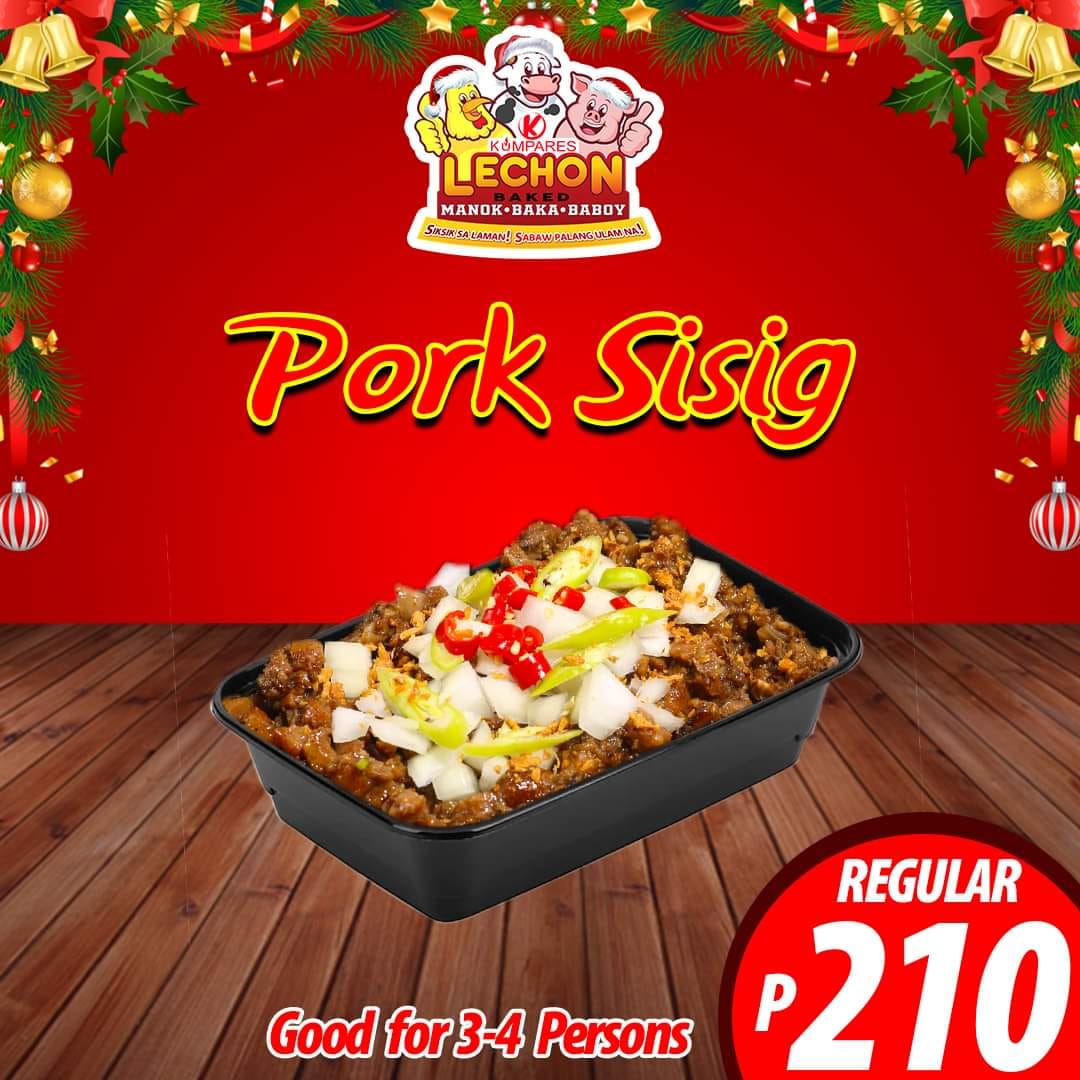 K
KUMPARES
LECHON
BAKED
MANOK•BAKA•BABOY
SIKSIK SA LAMAN! SABAW PALANG ULAM NA!
Pork Sisig
REGULAR
P210
Good for 3-4 Persons